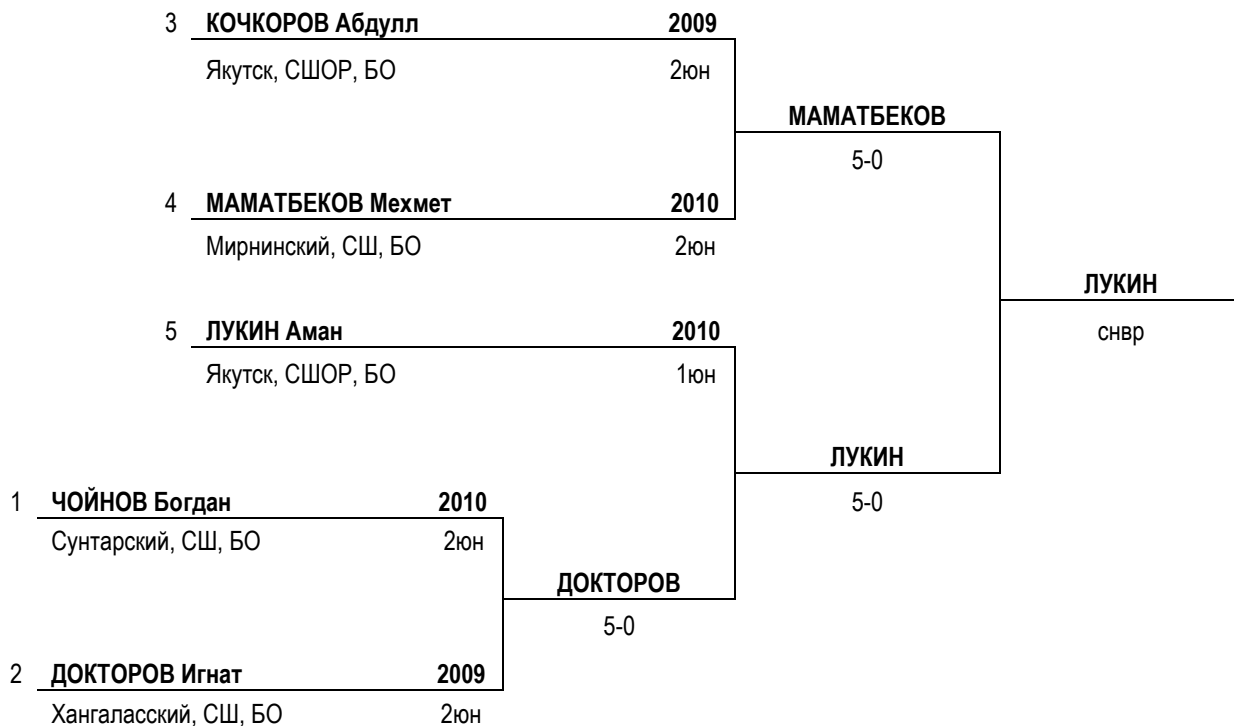 3 КОЧКОРОВ Абдулл 2009
Якутск, СШОР, БО 2юн
МАМАТБЕКОВ
5-0
4 МАМАТБЕКОВ Мехмет 2010
Мирнинский, СШ, БО 2юн
ЛУКИН
снвр
5 ЛУКИН Аман 2010
Якутск, СШОР, БО 1юн
ЛУКИН
5-0
1 ЧОЙНОВ Богдан 2010
Сунтарский, СШ, БО 2юн
ДОКТОРОВ
5-0
2 ДОКТОРОВ Игнат 2009
Хангаласский, СШ, БО 2юн